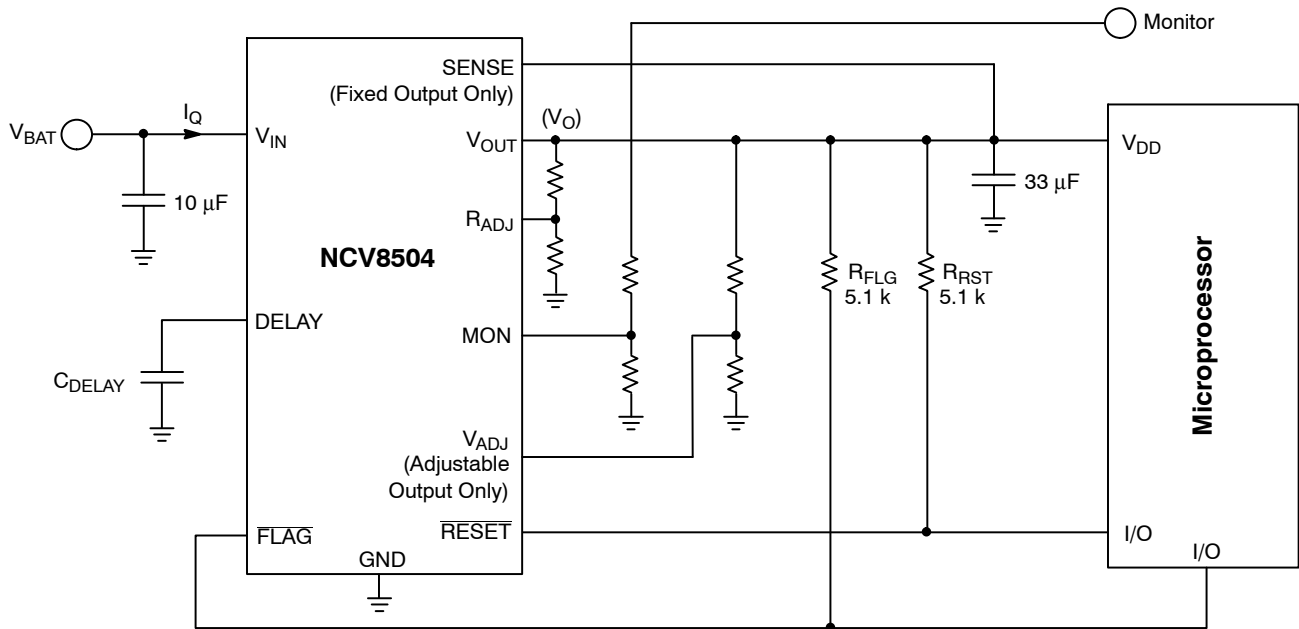 Monitor
V_BAT
I_Q
10 μF
V_IN
SENSE
(Fixed Output Only)
(V_O)
V_OUT
R_ADJ
NCV8504
DELAY
C_DELAY
MON
V_ADJ
(Adjustable
Output Only)
FLAG
RESET
GND
R_FLG
5.1 k
R_RST
5.1 k
33 μF
V_DD
Microprocessor
I/O
I/O